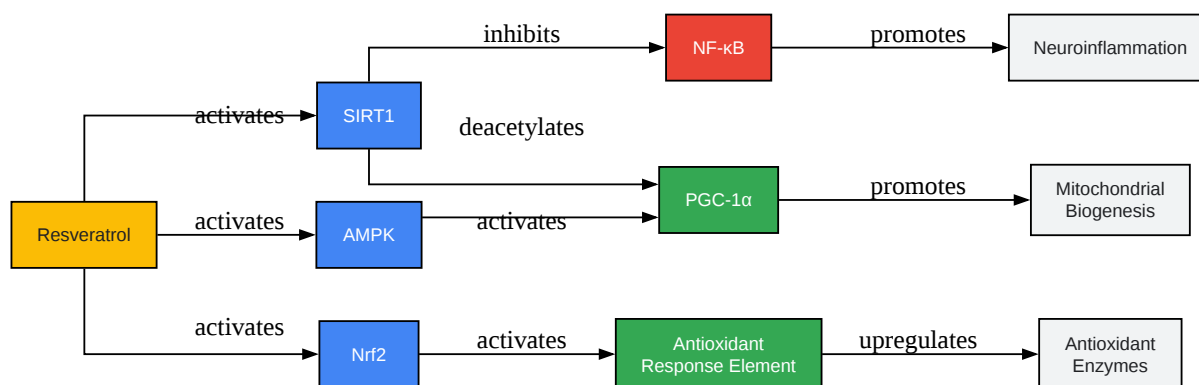 inhibits
NF-κB
promotes
Neuroinflammation
activates
SIRT1
deacetylates
PGC-1α
promotes
Mitochondrial
Biogenesis
Resveratrol
activates
AMPK
activates
activates
Nrf2
activates
Antioxidant
Response Element
upregulates
Antioxidant
Enzymes